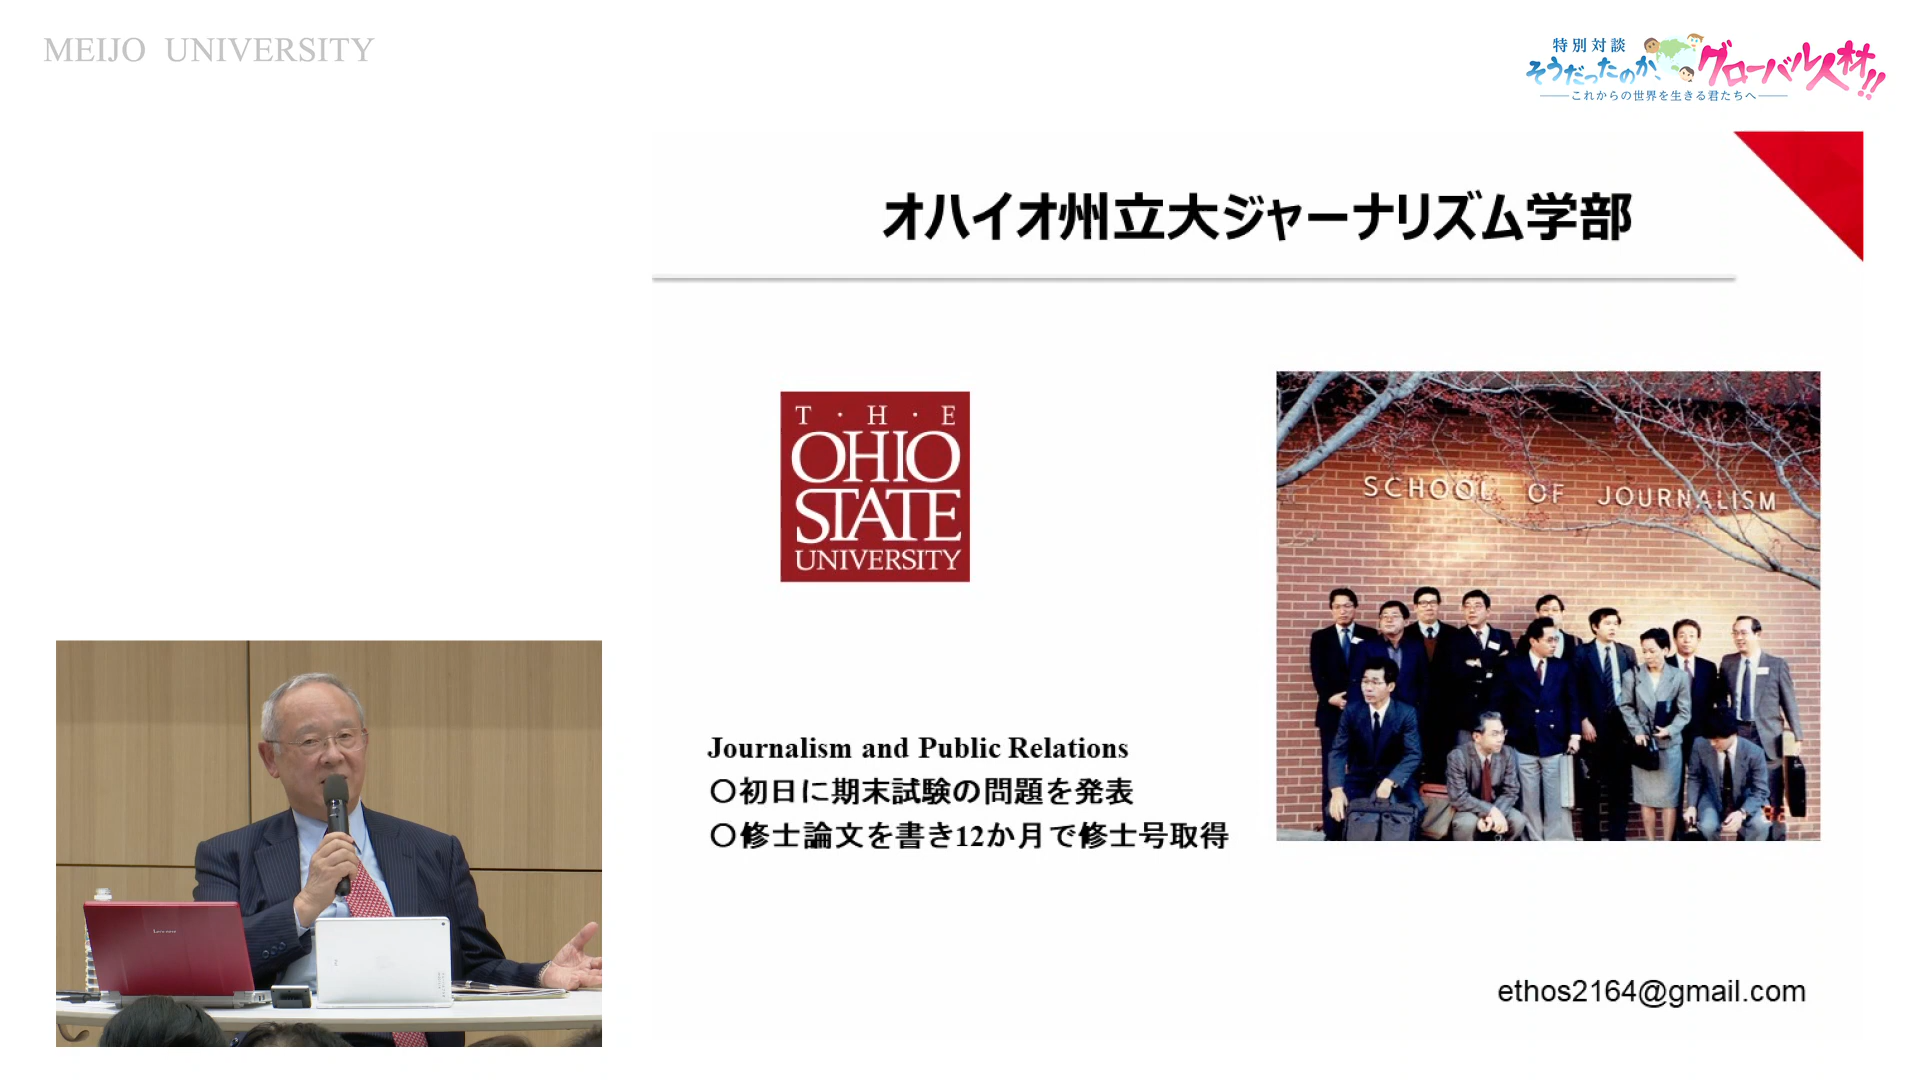 MEIJO UNIVERSITY
特別対談
そうだったのか、グローバル人材!!
これからの世界を生きる君たちへ
オハイオ州立大ジャーナリズム学部
T・H・E
OHIO
STATE
UNIVERSITY
SCHOOL OF JOURNALISM
Journalism and Public Relations
〇初日に期末試験の問題を発表
〇修士論文を書き12か月で修士号取得
ethos2164@gmail.com